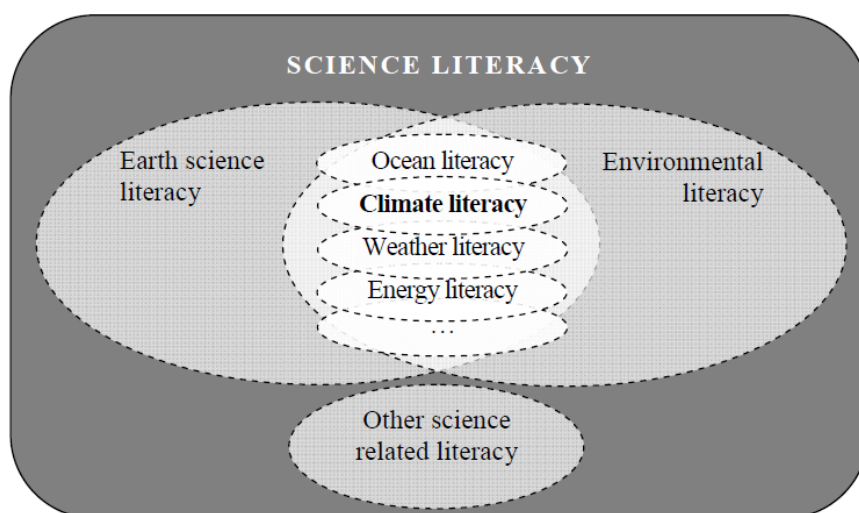 SCIENCE LITERACY
Earth science
literacy
Ocean literacy
Climate literacy
Weather literacy
Energy literacy
...
Environmental
literacy
Other science
related literacy